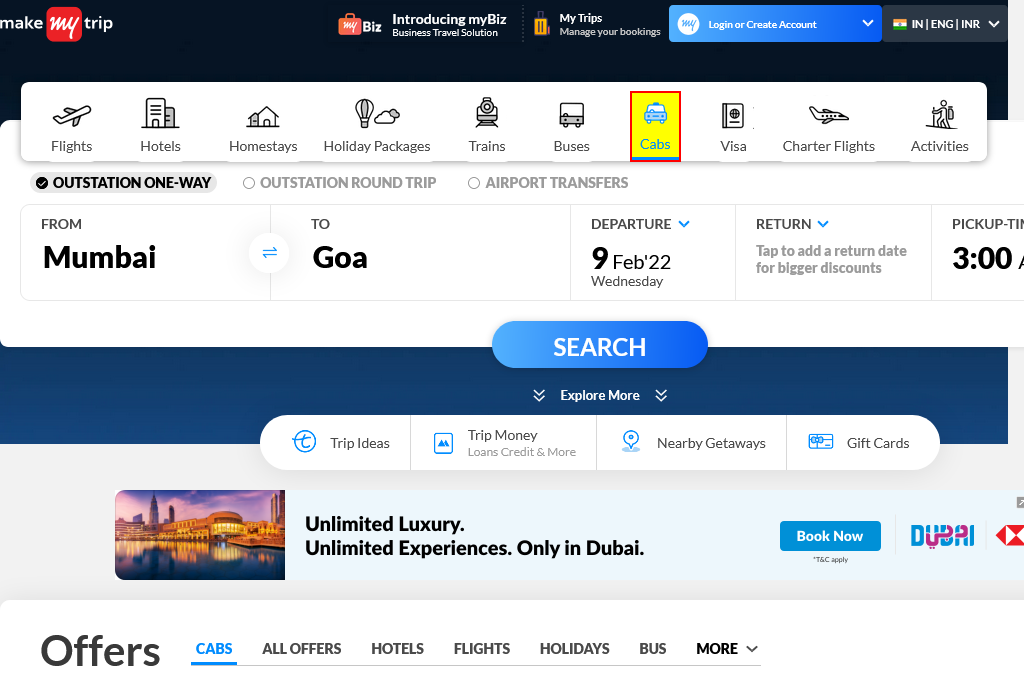 make my trip
my Biz
Introducing myBiz
Business Travel Solution
My Trips
Manage your bookings
my
Login or Create Account
IN | ENG | INR
Flights
Hotels
Homestays
Holiday Packages
Trains
Buses
Cabs
Visa
Charter Flights
Activities
OUTSTATION ONE-WAY
OUTSTATION ROUND TRIP
AIRPORT TRANSFERS
FROM
Mumbai
TO
Goa
DEPARTURE
9 Feb'22
Wednesday
RETURN
Tap to add a return date
for bigger discounts
PICKUP-TIM
3:00 A
SEARCH
Explore More
Trip Ideas
Trip Money
Loans Credit & More
Nearby Getaways
Gift Cards
Unlimited Luxury.
Unlimited Experiences. Only in Dubai.
Book Now
*T&C apply
DUBAI
Offers
CABS
ALL OFFERS
HOTELS
FLIGHTS
HOLIDAYS
BUS
MORE